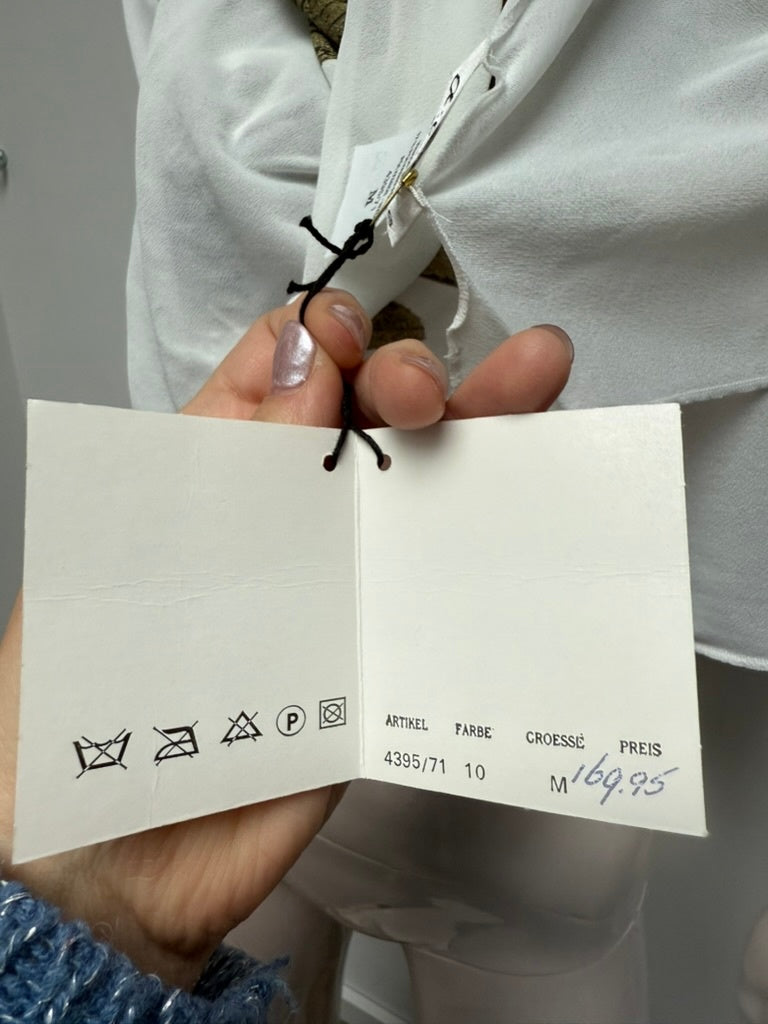 M
P
ARTIKEL FARBE GROESSE PREIS
4395/71 10 M 169.95